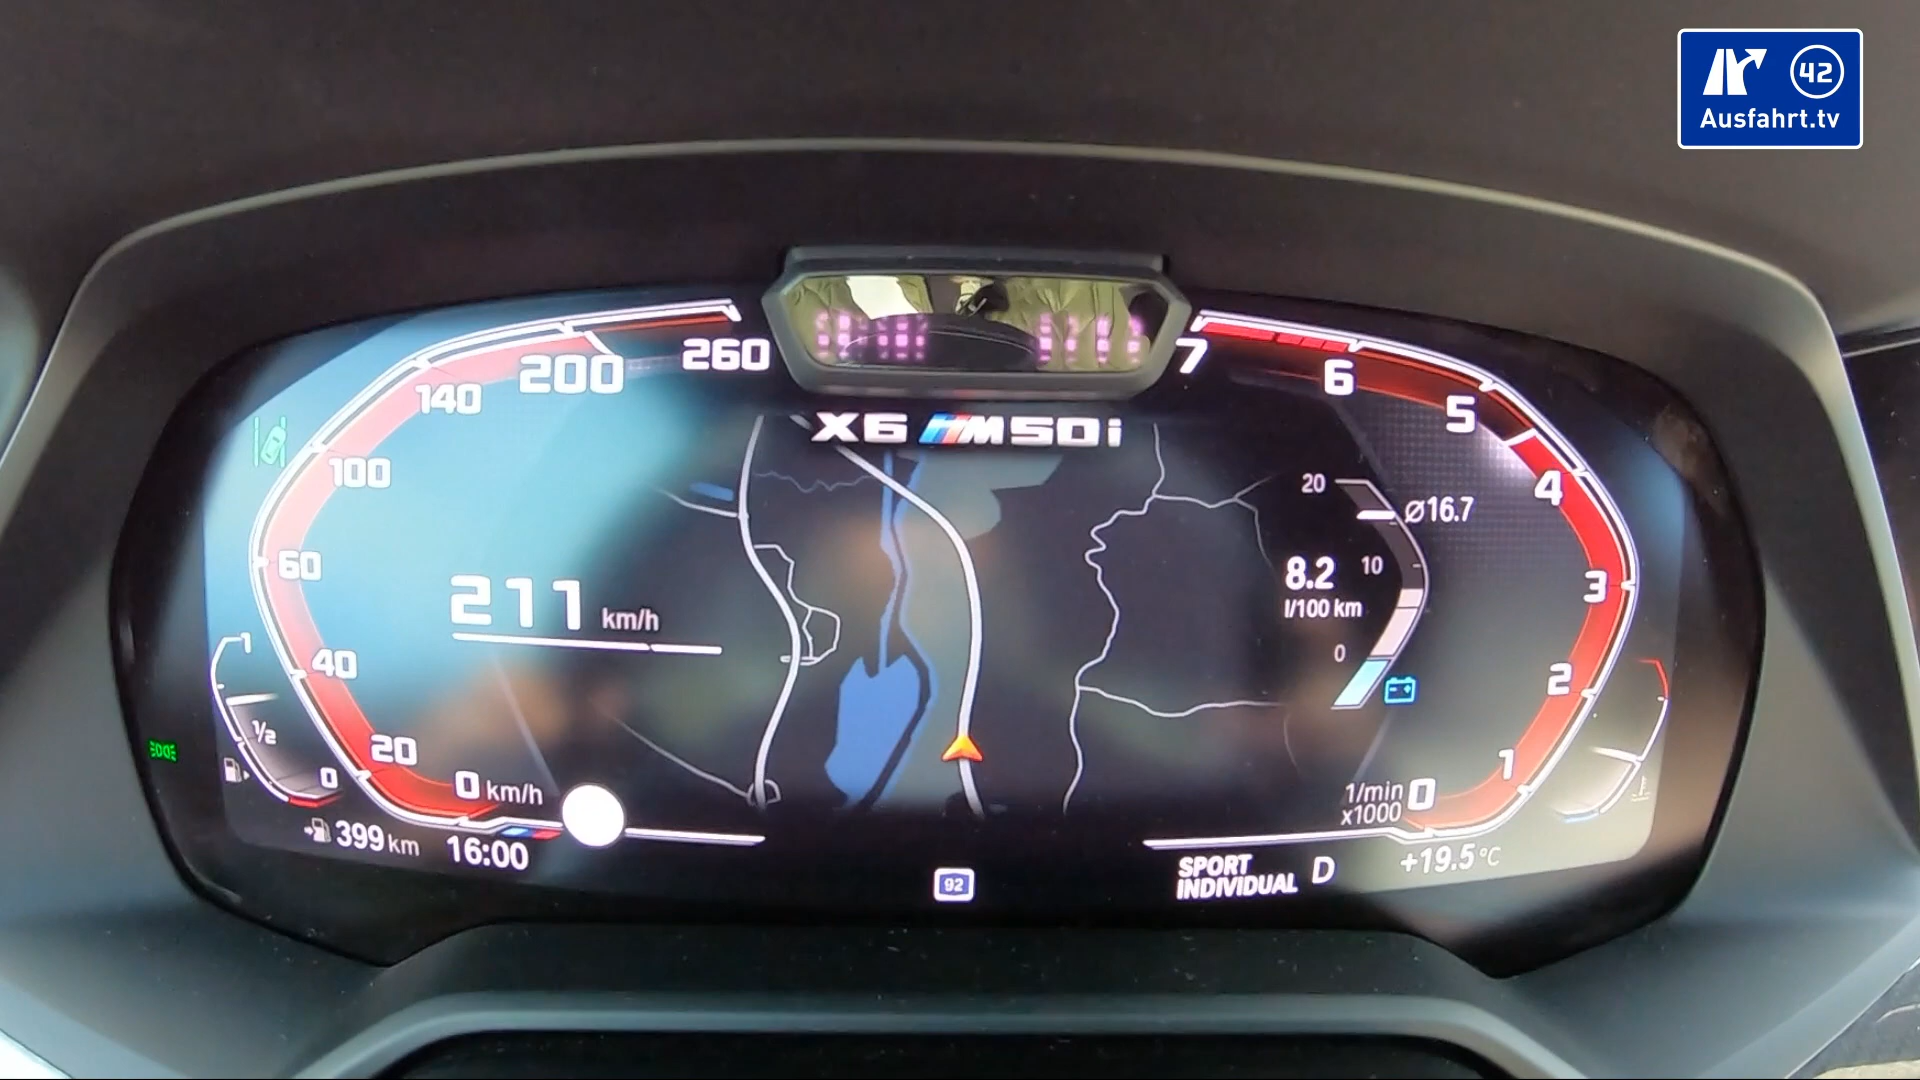 42
Ausfahrt.tv
260
200
140
100
60
40
20
0 km/h
7
6
5
4
3
2
1
0
1/min
x1000
X6 M50i
211 km/h
20
Ø16.7
10
8.2
l/100 km
0
1
1/2
0
399 km
16:00
92
SPORT
INDIVIDUAL
D
+19.5°C